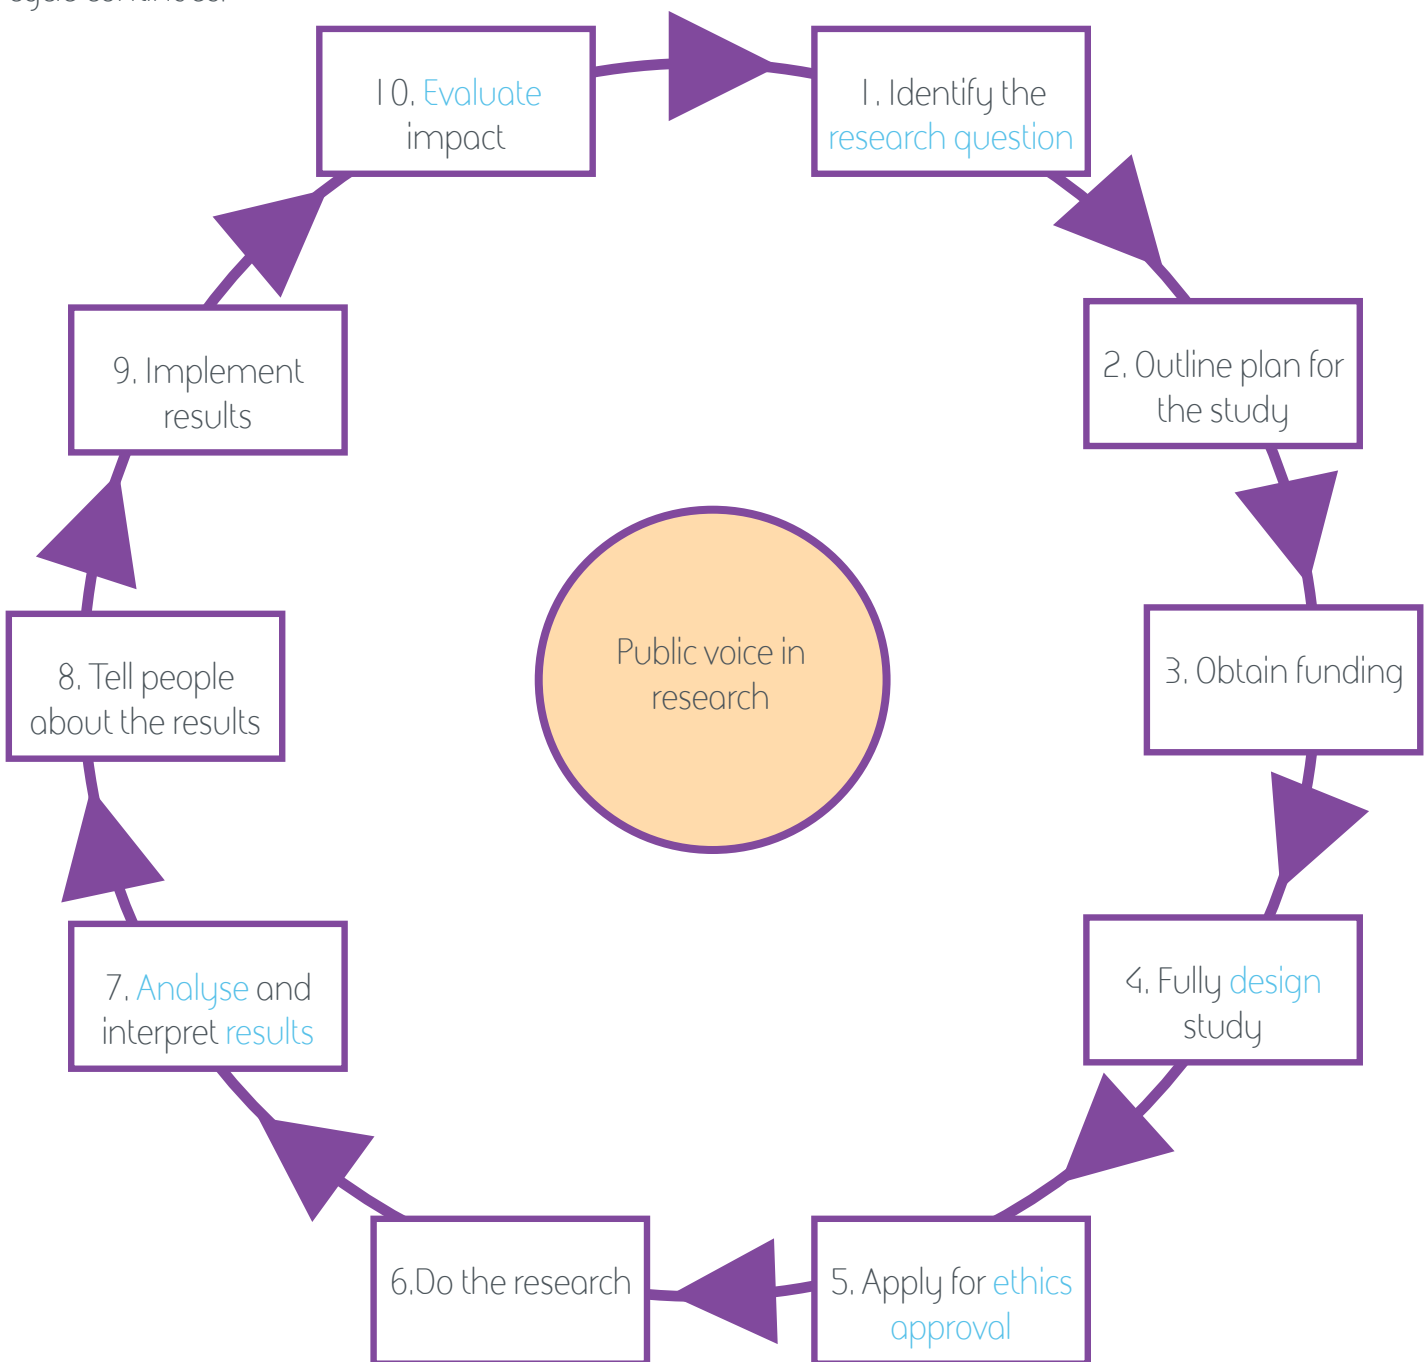 cycle continues.
10. Evaluate
impact
1. Identify the
research question
2. Outline plan for
the study
3. Obtain funding
4. Fully design
study
5. Apply for ethics
approval
6.Do the research
7. Analyse and
interpret results
8. Tell people
about the results
9. Implement
results
Public voice in
research